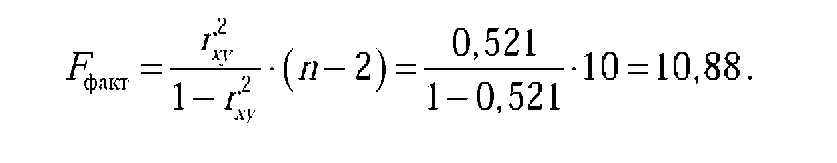 F_факт = r²_xy / (1 − r²_xy) · (n − 2) = 0,521 / (1 − 0,521) · 10 = 10,88.